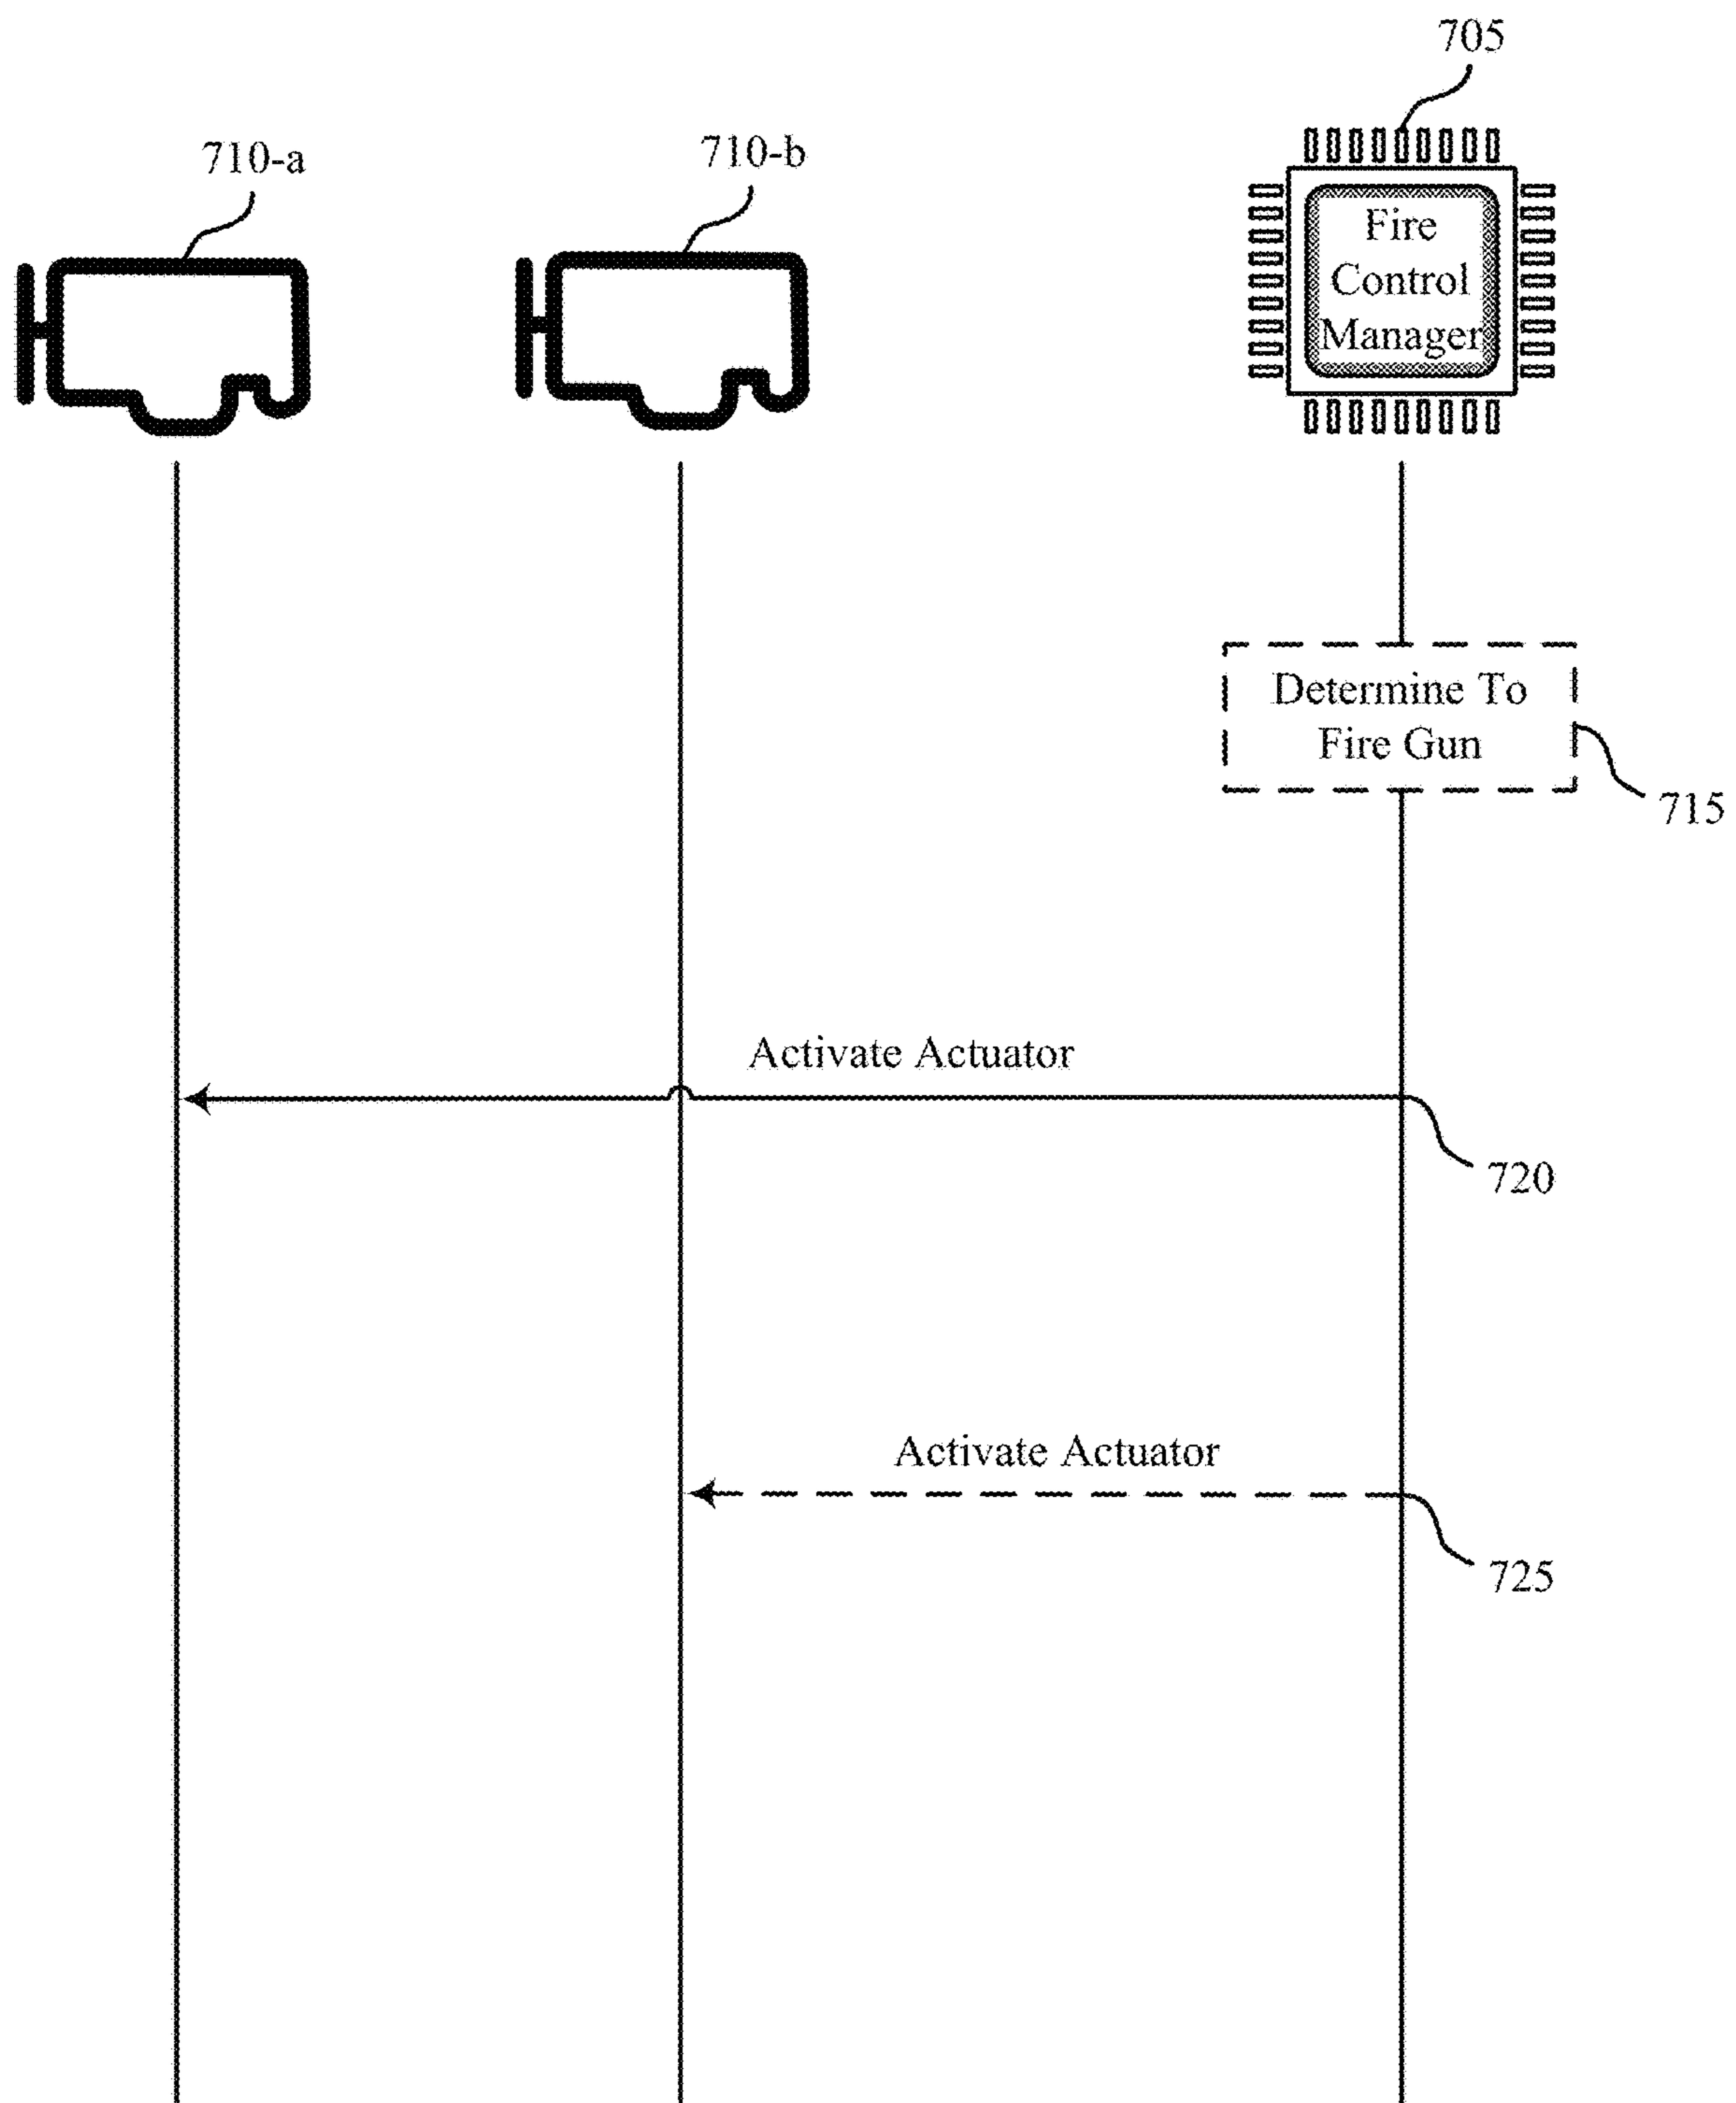 705
710-a
710-b
Fire
Control
Manager
Determine To
Fire Gun
715
Activate Actuator
720
Activate Actuator
725